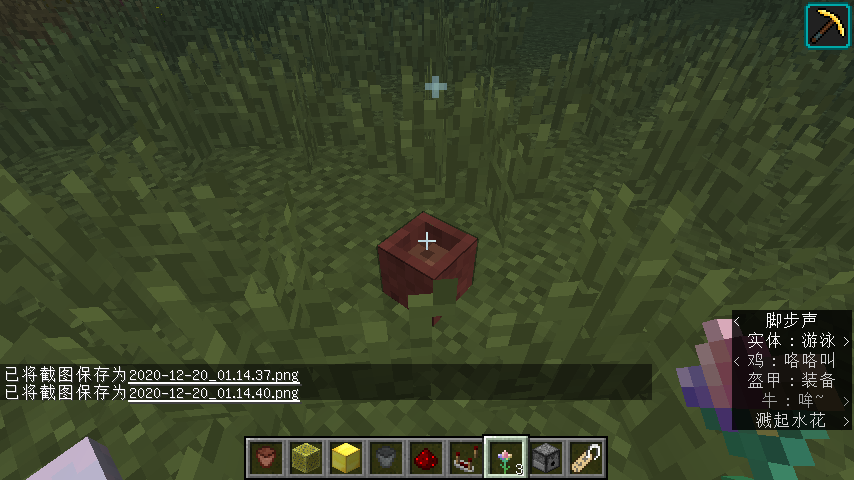 脚步声
实体：游泳
鸡：咯咯叫
盔甲：装备
牛：哞~
溅起水花
已将截图保存为2020-12-20_01.14.37.png
已将截图保存为2020-12-20_01.14.40.png
3